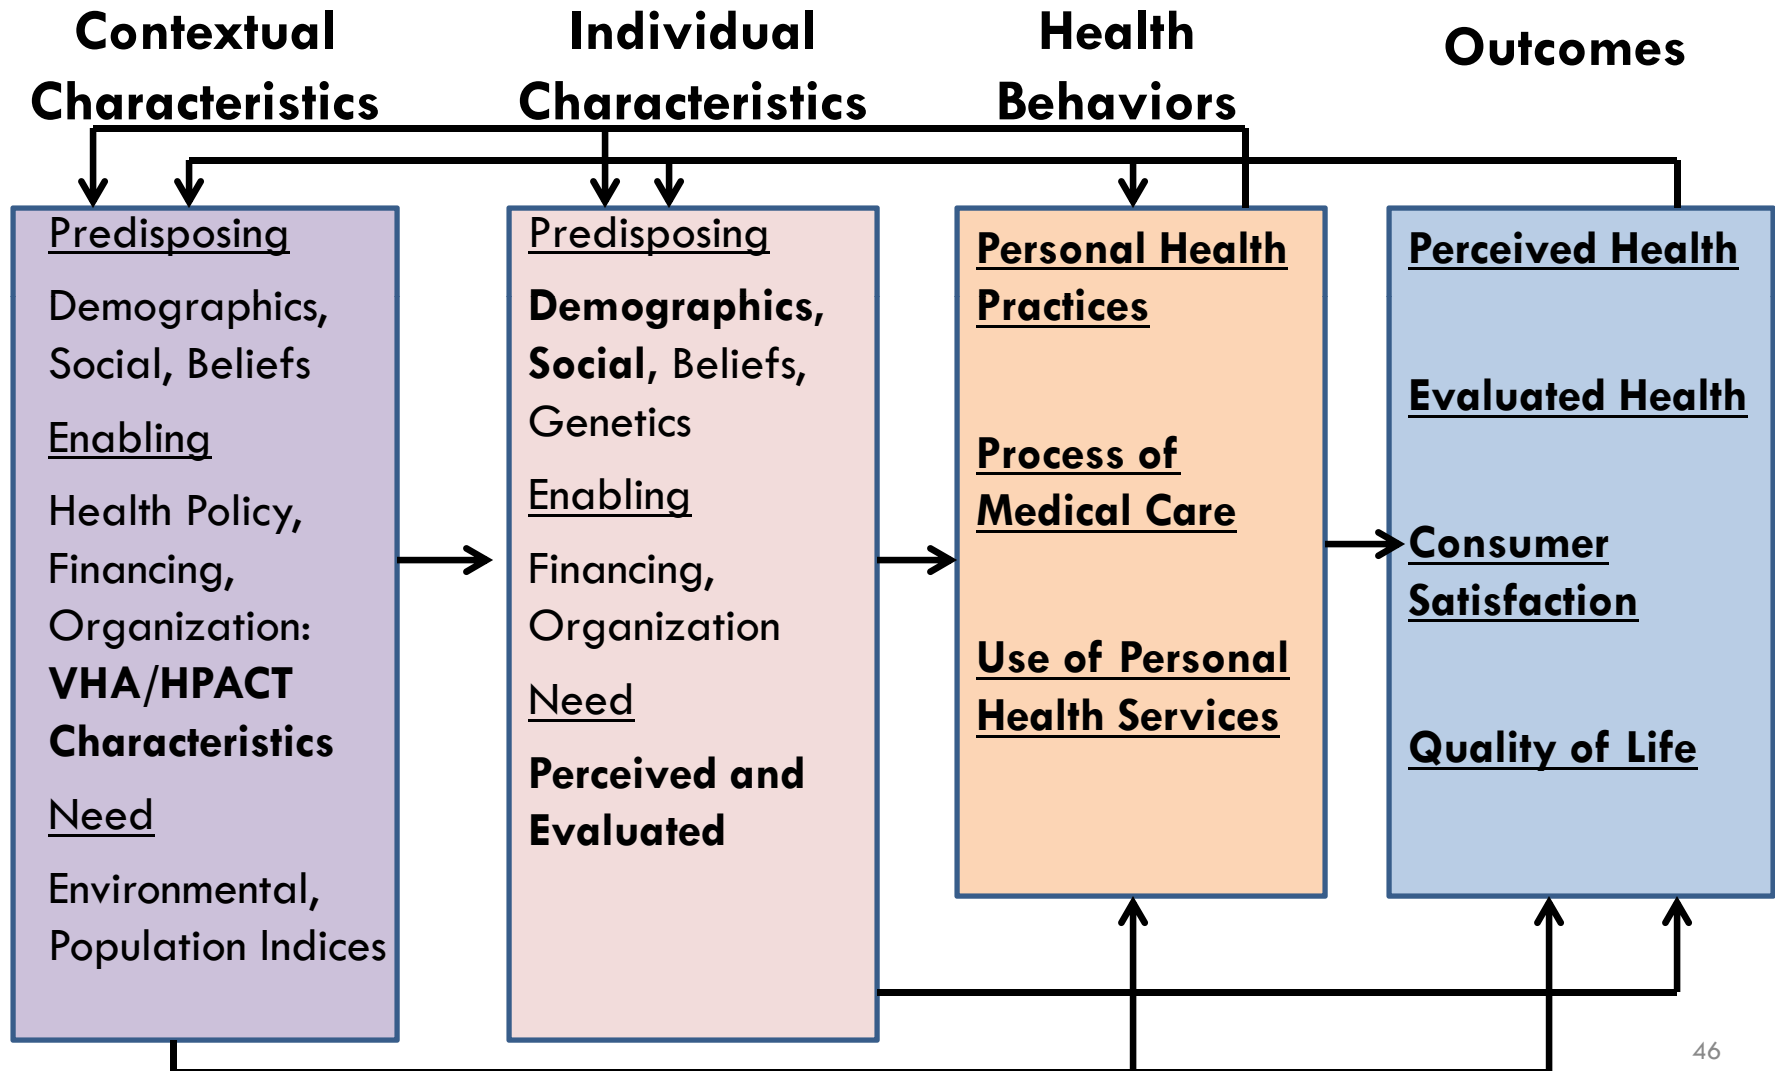 Contextual
Characteristics
Individual
Characteristics
Health
Behaviors
Outcomes
Predisposing
Demographics,
Social, Beliefs
Enabling
Health Policy,
Financing,
Organization:
VHA/HPACT
Characteristics
Need
Environmental,
Population Indices
Predisposing
Demographics,
Social, Beliefs,
Genetics
Enabling
Financing,
Organization
Need
Perceived and
Evaluated
Personal Health
Practices
Process of
Medical Care
Use of Personal
Health Services
Perceived Health
Evaluated Health
Consumer
Satisfaction
Quality of Life
46